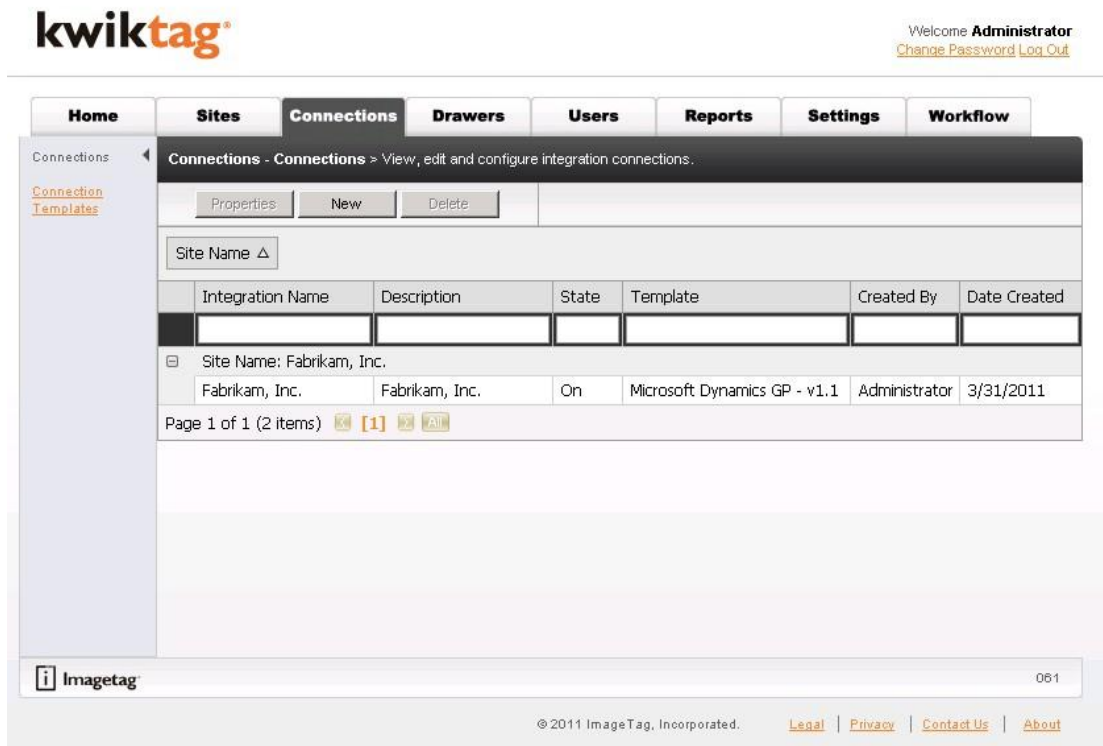 kwiktag
Welcome Administrator
Change Password Log Out
Home Sites Connections Drawers Users Reports Settings Workflow
Connections
Connection
Templates
Connections - Connections > View, edit and configure integration connections.
Properties New Delete
Site Name
Integration Name Description State Template Created By Date Created
Site Name: Fabrikam, Inc.
Fabrikam, Inc. Fabrikam, Inc. On Microsoft Dynamics GP - v1.1 Administrator 3/31/2011
Page 1 of 1 (2 items) [1] All
i Imagetag 061
© 2011 ImageTag, Incorporated. Legal | Privacy | Contact Us | About